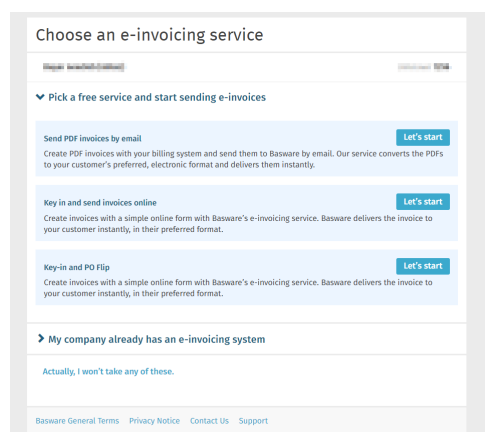 Choose an e-invoicing service
Pick a free service and start sending e-invoices
Send PDF invoices by email
Let's start
Create PDF invoices with your billing system and send them to Basware by email. Our service converts the PDFs
to your customer's preferred, electronic format and delivers them instantly.
Key in and send invoices online
Let's start
Create invoices with a simple online form with Basware's e-invoicing service. Basware delivers the invoice to
your customer instantly, in their preferred format.
Key-in and PO Flip
Let's start
Create invoices with a simple online form with Basware's e-invoicing service. Basware delivers the invoice to
your customer instantly, in their preferred format.
My company already has an e-invoicing system
Actually, I won't take any of these.
Basware General Terms Privacy Notice Contact Us Support